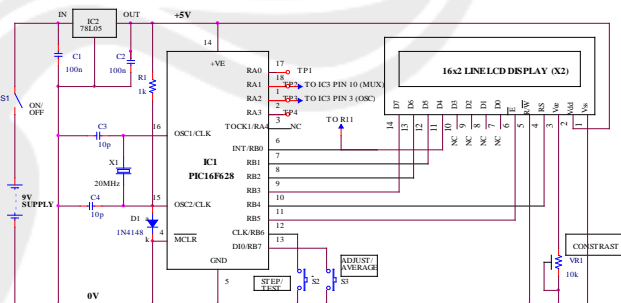 IN
IC2
78L05
OUT
+5V
C1
100n
C2
100n
R1
1k
S1
ON/
OFF
14
+VE
17
RA0
TP1
18
RA1
TP2
TO IC3 PIN 10 (MUX)
1
RA2
TP3
TO IC3 PIN 3 (OSC)
2
RA3
TP4
3
TOCK1/RA4
NC
TO R11
16x2 LINE LCD DISPLAY (X2)
D7
D6
D5
D4
D3
D2
D1
D0
E
R/W
RS
Vdd
Vss
14
13
12
11
10
9
8
7
6
5
4
3
2
1
NC
NC
NC
NC
C3
10p
16
OSC1/CLK
X1
20MHz
IC1
PIC16F628
6
INT/RB0
7
RB1
8
RB2
9
RB3
10
RB4
11
RB5
12
CLK/RB6
13
DI0/RB7
C4
10p
15
OSC2/CLK
9V
SUPPLY
D1
a
1N4148
k
4
MCLR
GND
5
0V
STEP/
TEST
S2
S3
ADJUST/
AVERAGE
CONSTRAST
VR1
10k